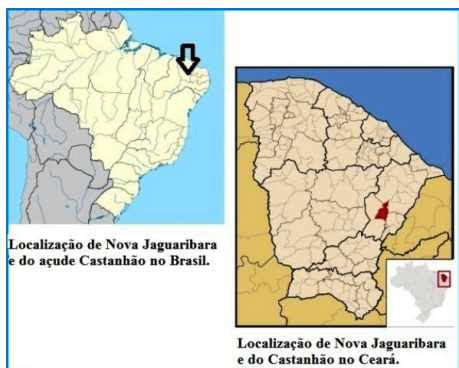 Localização de Nova Jaguaribara
e do açude Castanhão no Brasil.
Localização de Nova Jaguaribara
e do Castanhão no Ceará.